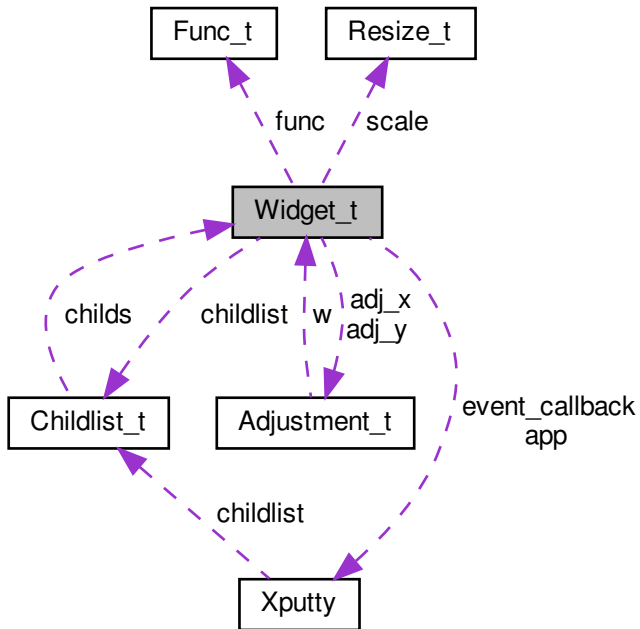 Func_t
Resize_t
func
scale
Widget_t
childs
childlist
w
adj_x
adj_y
Childlist_t
Adjustment_t
event_callback
app
childlist
Xputty